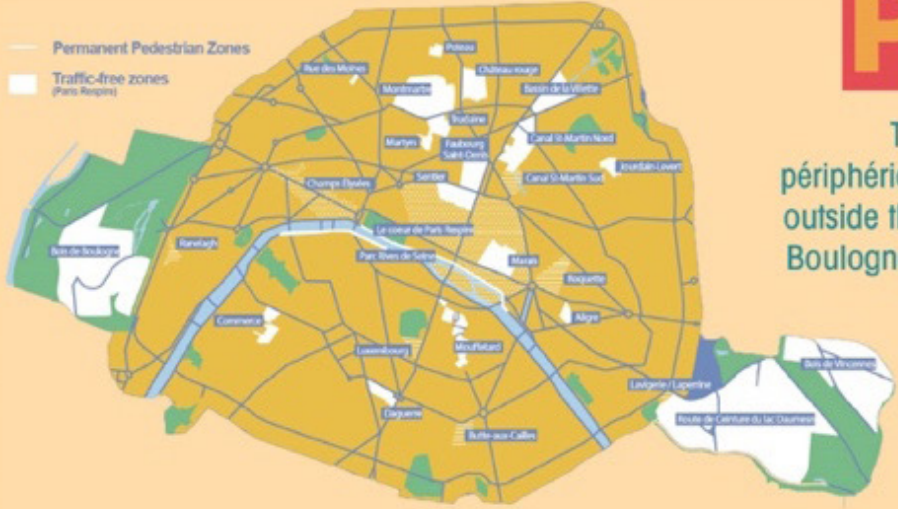 P
Permanent Pedestrian Zones
Traffic-free zones
(Paris Respire)
Poteau
Rue des Moines
Château rouge
Montmartre
Bassin de la Villette
Trudaine
Martyrs
Faubourg
Saint-Denis
Canal St-Martin Nord
Jourdain-Levert
Sentier
Canal St-Martin Sud
Champs Elysées
Le coeur de Paris Respire
Ranelagh
Bois de Boulogne
Parc Rives de Seine
Marais
Roquette
Commerce
Aligre
Luxembourg
Mouffetard
Daguerre
Butte-aux-Cailles
Lavigerie / Lapertine
Bois de Vincennes
Route de Ceinture du lac Daumesnil
T
périphéri
outside t
Boulogn